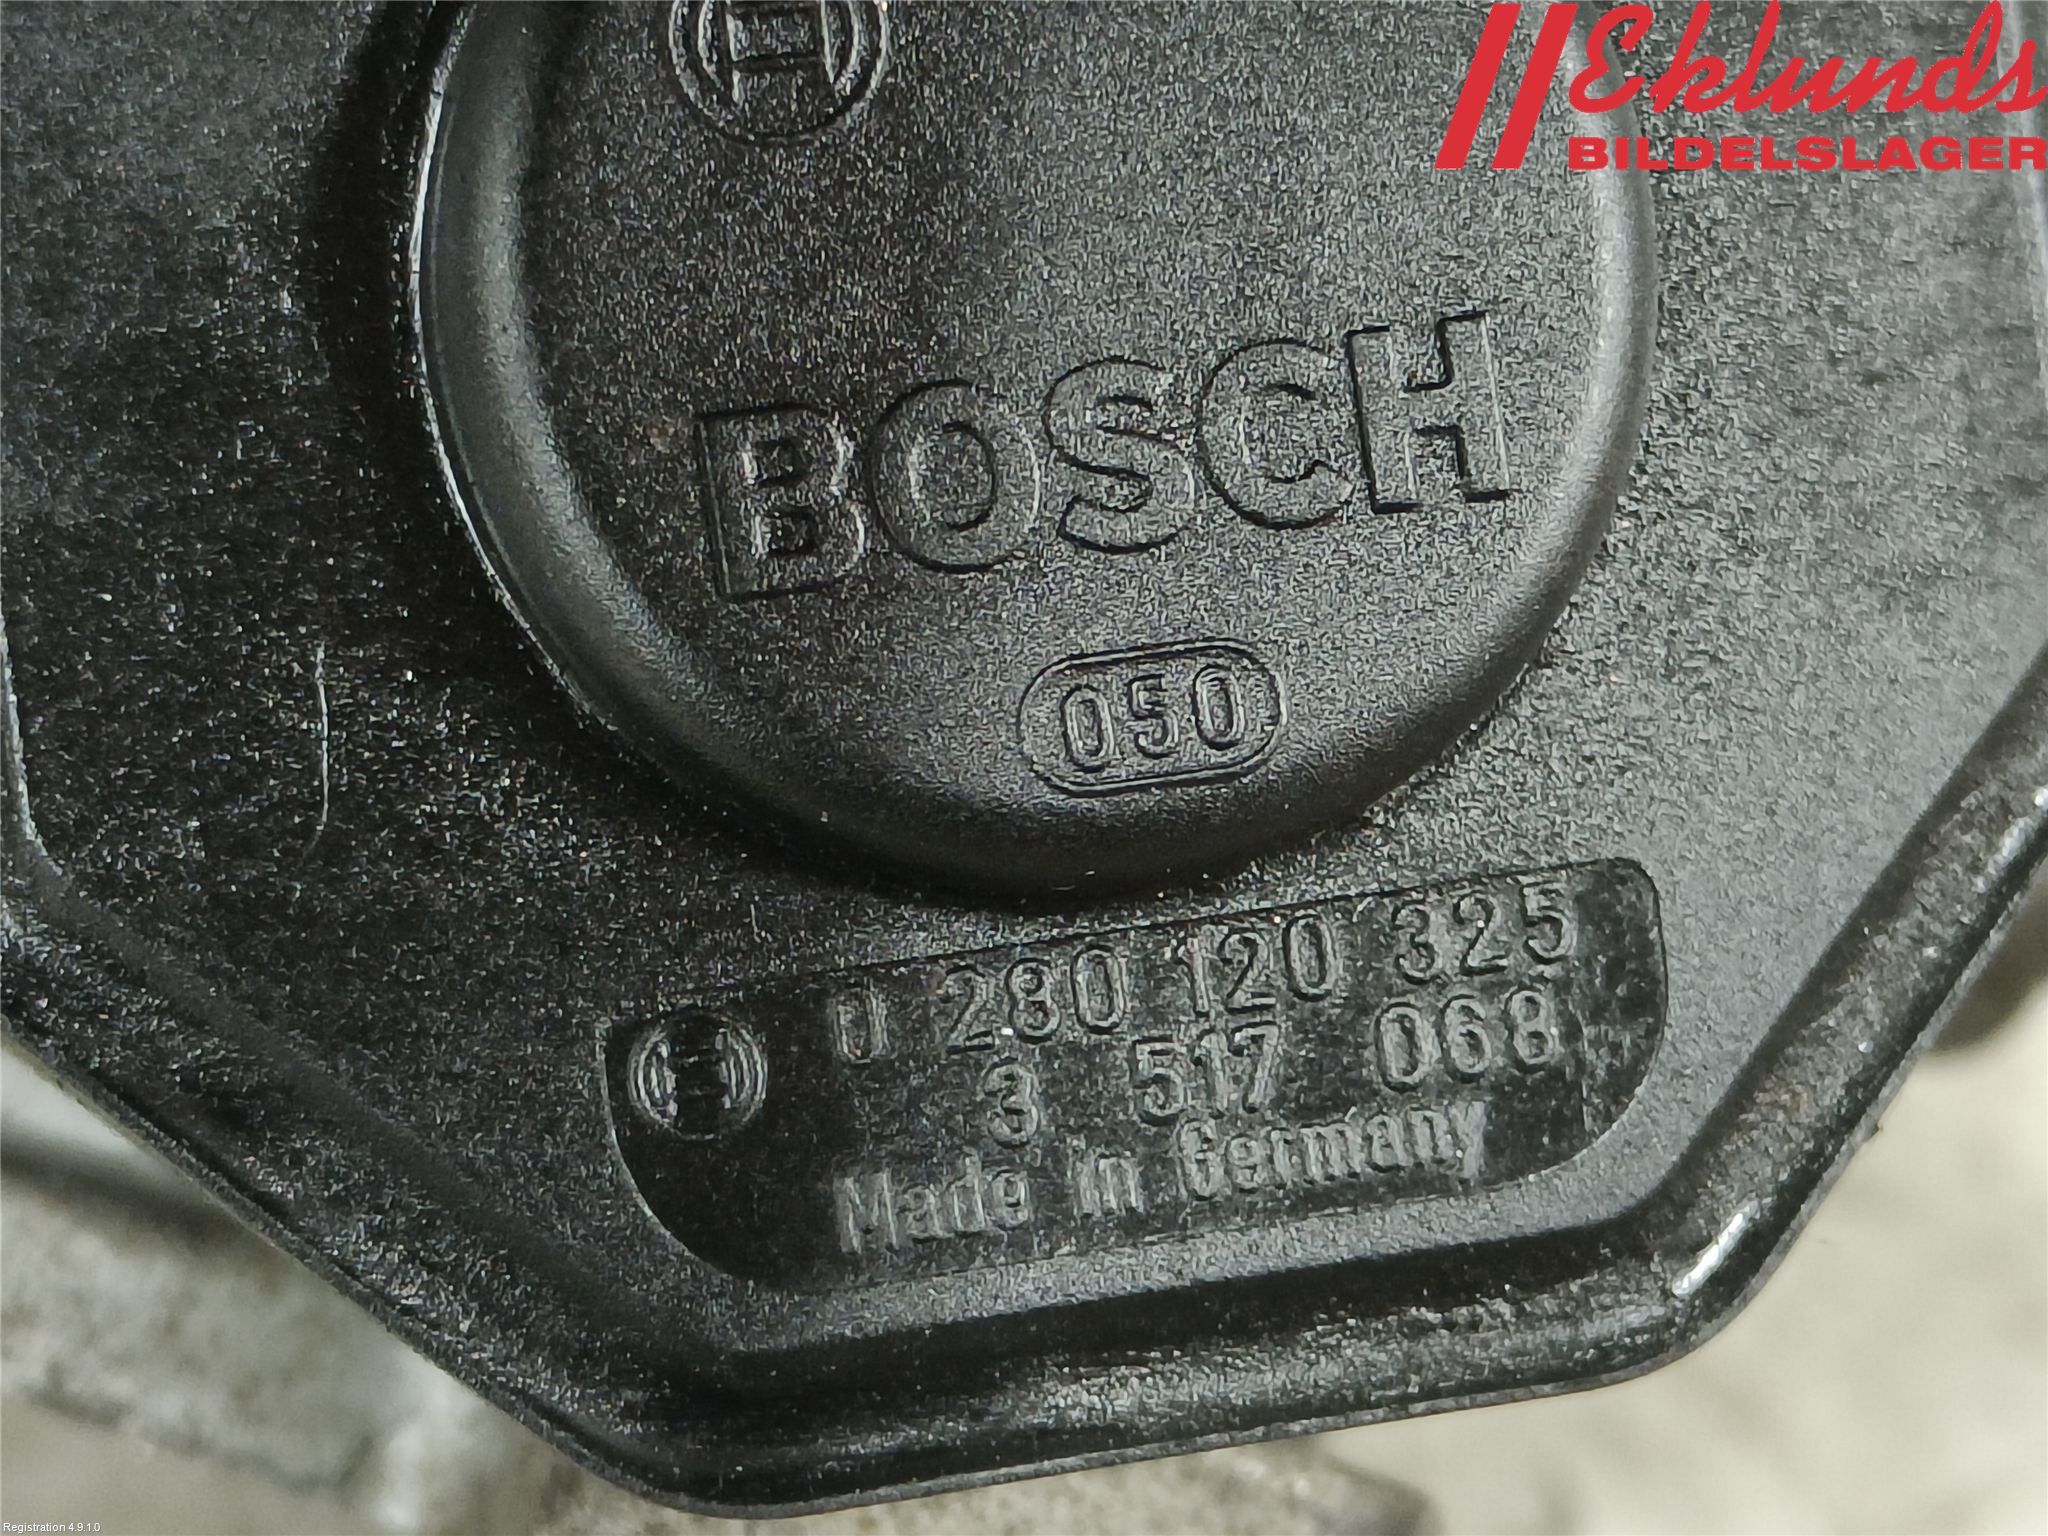 Eklunds
BILDELSLAGER
BOSCH
050
0 280 120 325
3 517 068
Made in Germany
Registration 4.9.1.0